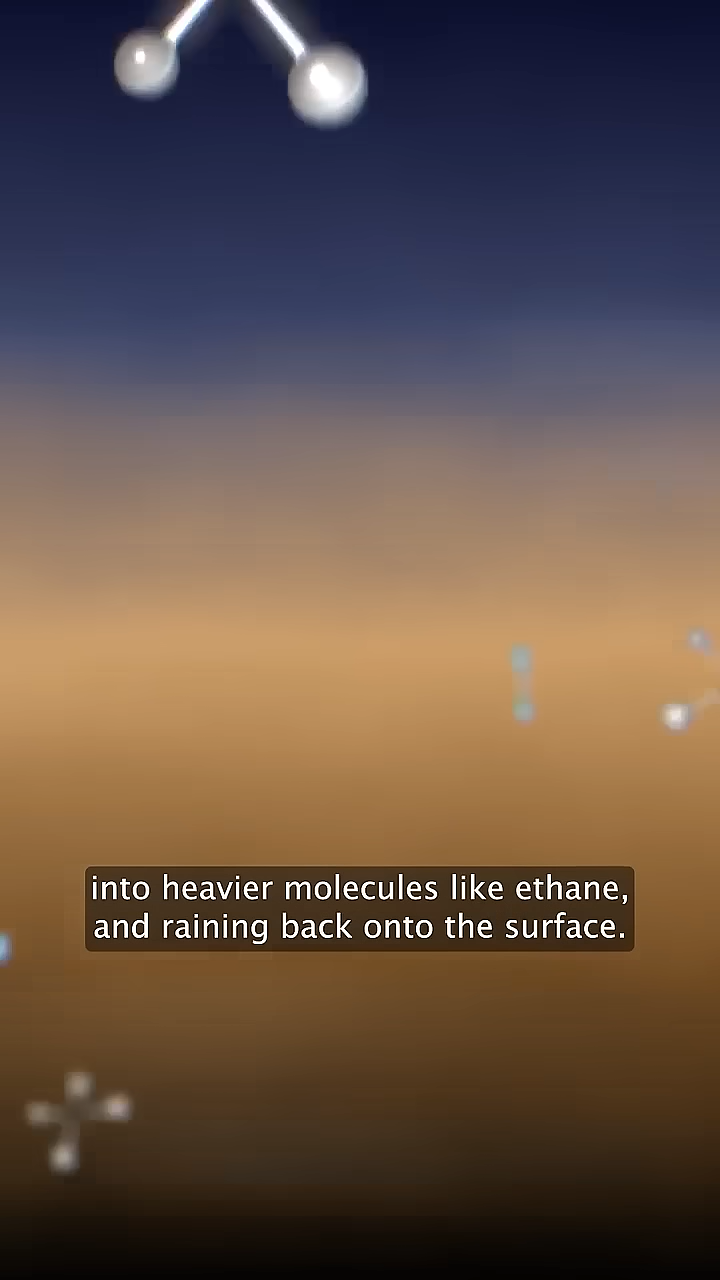 into heavier molecules like ethane,
and raining back onto the surface.